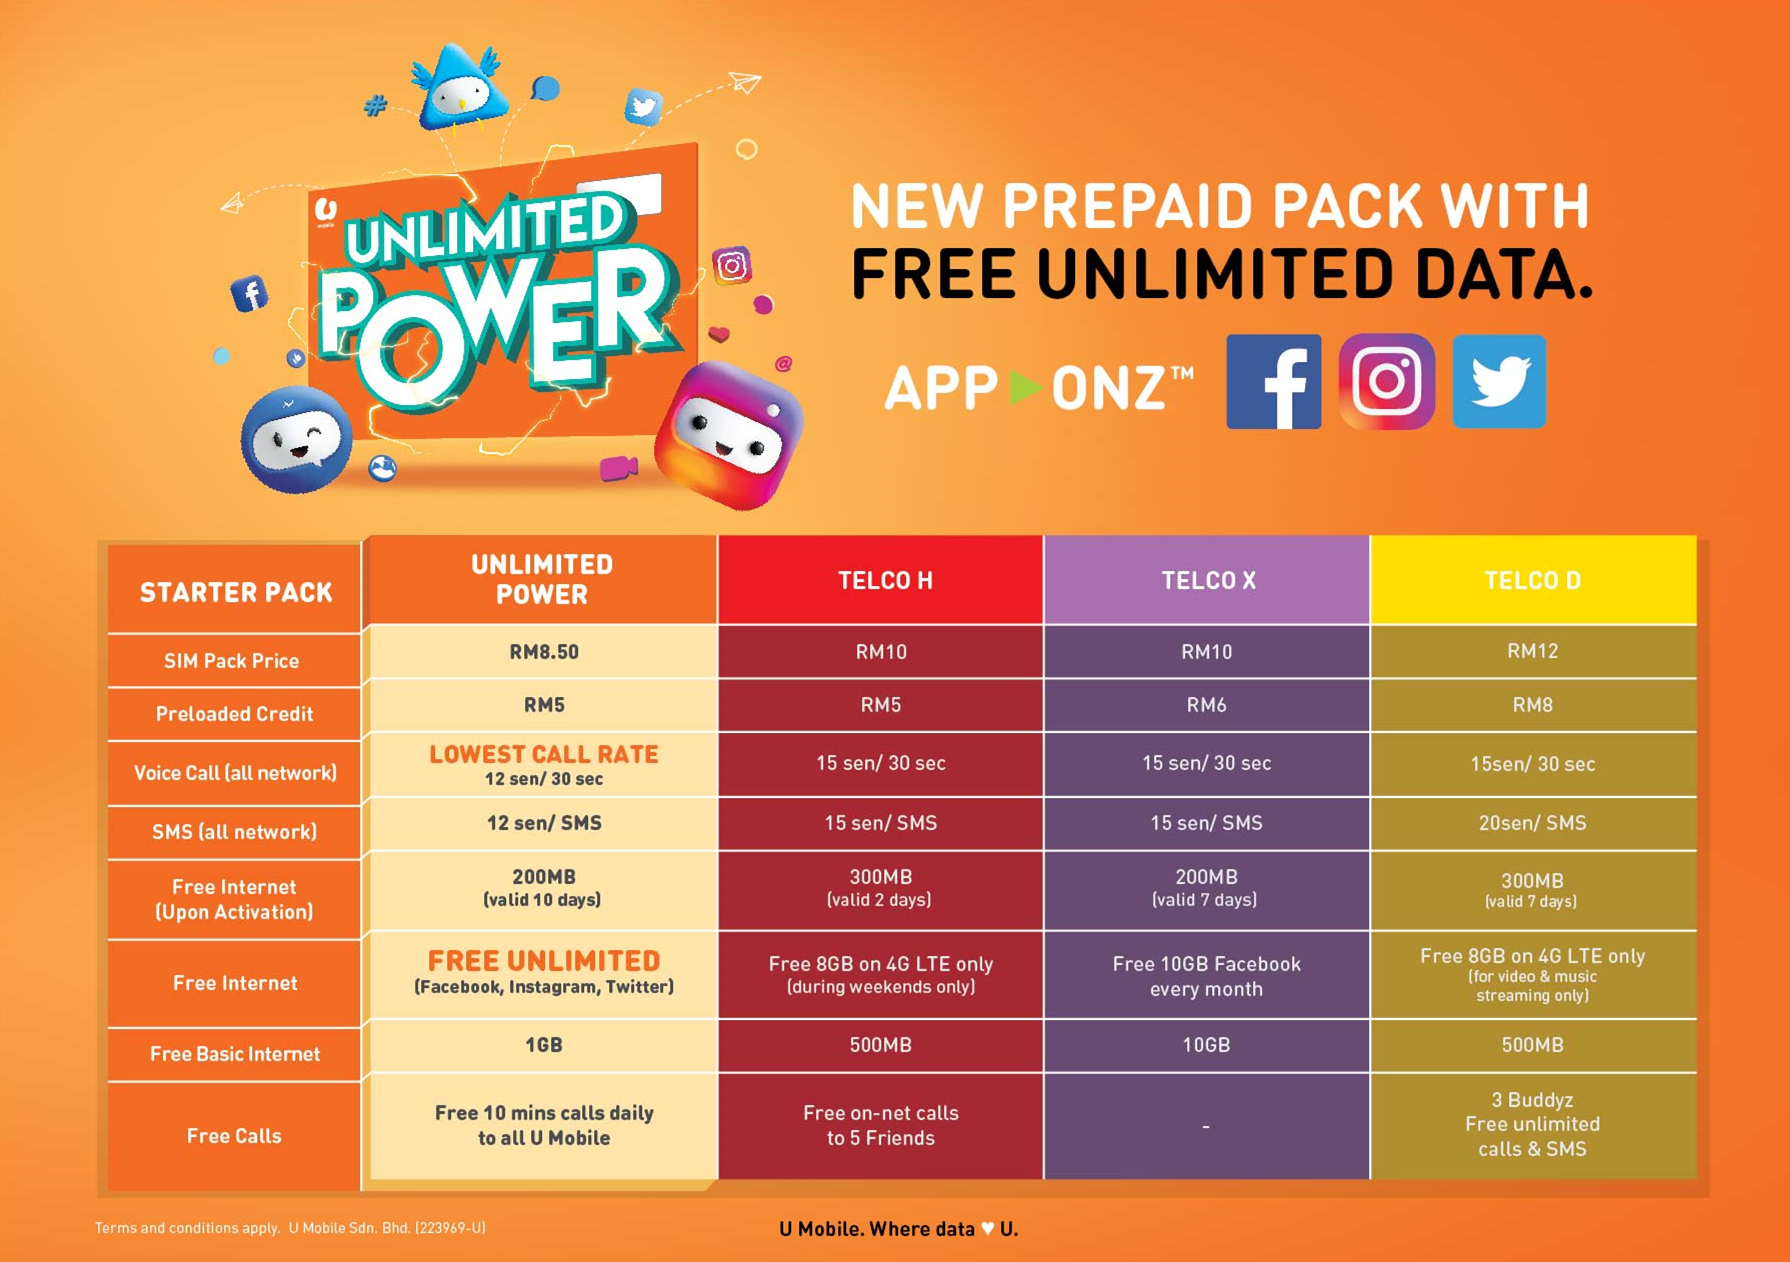 U
mobile
UNLIMITED
POWER
NEW PREPAID PACK WITH
FREE UNLIMITED DATA.
APP ONZ™
STARTER PACK
UNLIMITED
POWER
TELCO H
TELCO X
TELCO D
SIM Pack Price
RM8.50
RM10
RM10
RM12
Preloaded Credit
RM5
RM5
RM6
RM8
Voice Call (all network)
LOWEST CALL RATE
12 sen/ 30 sec
15 sen/ 30 sec
15 sen/ 30 sec
15sen/ 30 sec
SMS (all network)
12 sen/ SMS
15 sen/ SMS
15 sen/ SMS
20sen/ SMS
Free Internet
(Upon Activation)
200MB
(valid 10 days)
300MB
(valid 2 days)
200MB
(valid 7 days)
300MB
(valid 7 days)
Free Internet
FREE UNLIMITED
(Facebook, Instagram, Twitter)
Free 8GB on 4G LTE only
(during weekends only)
Free 10GB Facebook
every month
Free 8GB on 4G LTE only
(for video & music
streaming only)
Free Basic Internet
1GB
500MB
10GB
500MB
Free Calls
Free 10 mins calls daily
to all U Mobile
Free on-net calls
to 5 Friends
-
3 Buddyz
Free unlimited
calls & SMS
Terms and conditions apply. U Mobile Sdn. Bhd. (223969-U)
U Mobile. Where data ♥ U.